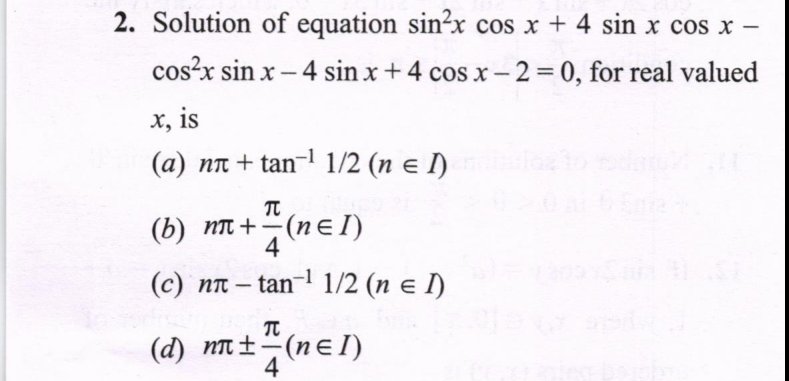 2. Solution of equation sin²x cos x + 4 sin x cos x –
cos²x sin x – 4 sin x + 4 cos x – 2 = 0, for real valued
x, is
(a) nπ + tan⁻¹ 1/2 (n ∈ I)
(b) nπ + π/4 (n ∈ I)
(c) nπ – tan⁻¹ 1/2 (n ∈ I)
(d) nπ ± π/4 (n ∈ I)